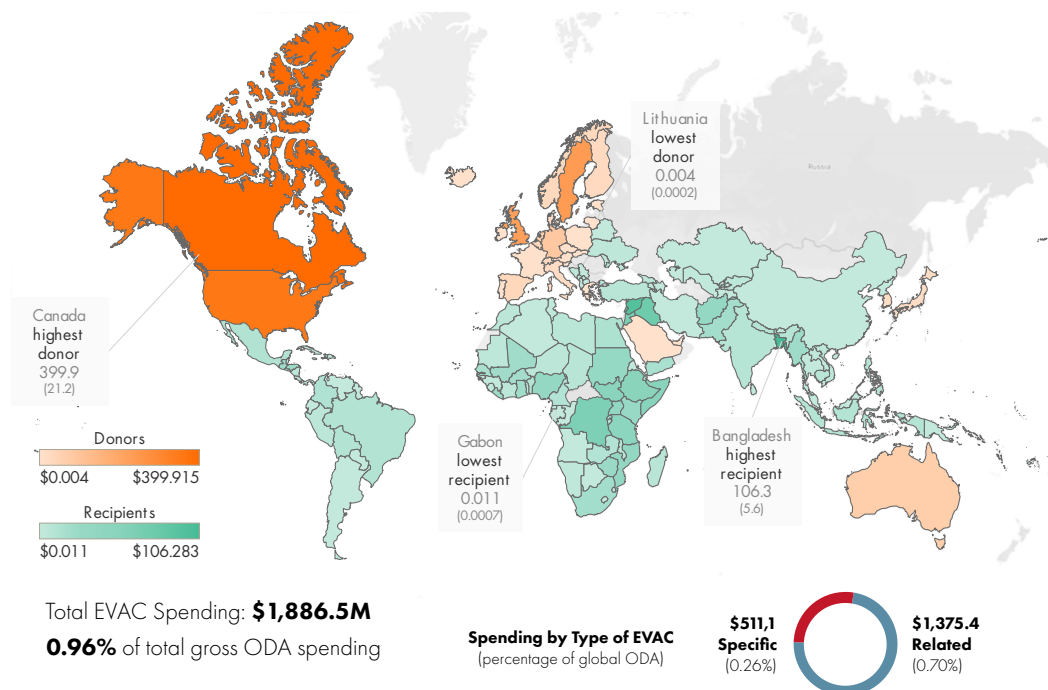 Lithuania
lowest
donor
0.004
(0.0002)
Russia
Canada
highest
donor
399.9
(21.2)
Gabon
lowest
recipient
0.011
(0.0007)
Bangladesh
highest
recipient
106.3
(5.6)
Donors
$0.004 $399.915
Recipients
$0.011 $106.283
Total EVAC Spending: $1,886.5M
0.96% of total gross ODA spending
Spending by Type of EVAC
(percentage of global ODA)
$511,1
Specific
(0.26%)
$1,375.4
Related
(0.70%)